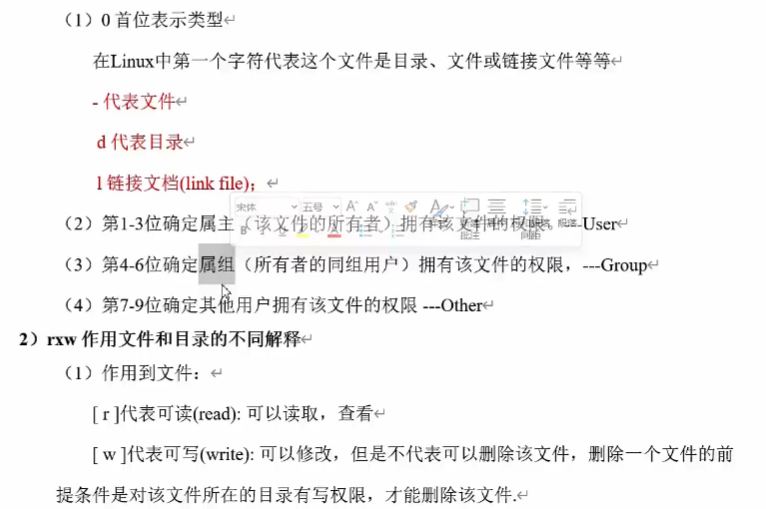 （1）0 首位表示类型
在Linux中第一个字符代表这个文件是目录、文件或链接文件等等
- 代表文件
d 代表目录
l 链接文档(link file)；
宋体 五号
（2）第1-3位确定属主（该文件的所有者）拥有该文件的权限。---User
（3）第4-6位确定属组（所有者的同组用户）拥有该文件的权限，---Group
（4）第7-9位确定其他用户拥有该文件的权限 ---Other
2）rxw 作用文件和目录的不同解释
（1）作用到文件：
[ r ]代表可读(read): 可以读取，查看
[ w ]代表可写(write): 可以修改，但是不代表可以删除该文件，删除一个文件的前
提条件是对该文件所在的目录有写权限，才能删除该文件.